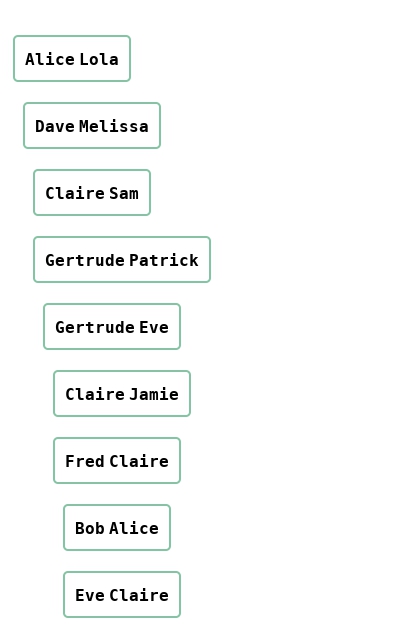 Alice Lola
Dave Melissa
Claire Sam
Gertrude Patrick
Gertrude Eve
Claire Jamie
Fred Claire
Bob Alice
Eve Claire